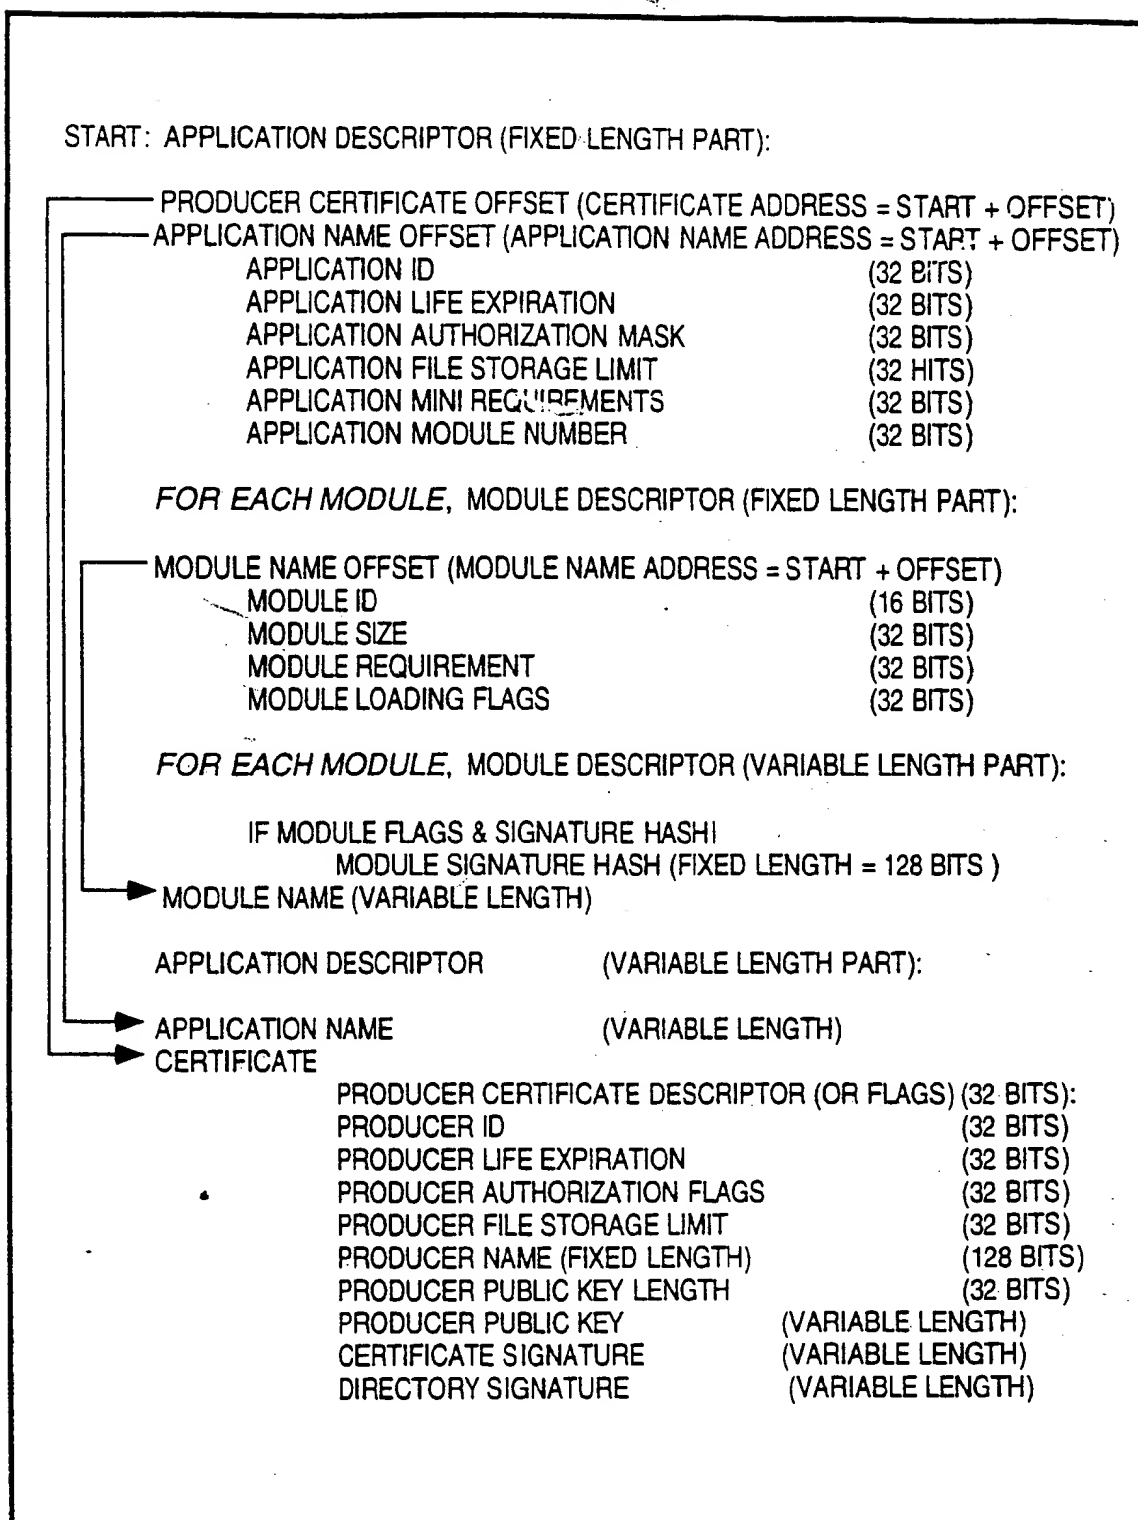 START: APPLICATION DESCRIPTOR (FIXED LENGTH PART):
PRODUCER CERTIFICATE OFFSET (CERTIFICATE ADDRESS = START + OFFSET)
APPLICATION NAME OFFSET (APPLICATION NAME ADDRESS = START + OFFSET)
APPLICATION ID (32 BITS)
APPLICATION LIFE EXPIRATION (32 BITS)
APPLICATION AUTHORIZATION MASK (32 BITS)
APPLICATION FILE STORAGE LIMIT (32 HITS)
APPLICATION MINI REQUIREMENTS (32 BITS)
APPLICATION MODULE NUMBER (32 BITS)
FOR EACH MODULE, MODULE DESCRIPTOR (FIXED LENGTH PART):
MODULE NAME OFFSET (MODULE NAME ADDRESS = START + OFFSET)
MODULE ID (16 BITS)
MODULE SIZE (32 BITS)
MODULE REQUIREMENT (32 BITS)
MODULE LOADING FLAGS (32 BITS)
FOR EACH MODULE, MODULE DESCRIPTOR (VARIABLE LENGTH PART):
IF MODULE FLAGS & SIGNATURE HASHI
MODULE SIGNATURE HASH (FIXED LENGTH = 128 BITS )
MODULE NAME (VARIABLE LENGTH)
APPLICATION DESCRIPTOR (VARIABLE LENGTH PART):
APPLICATION NAME (VARIABLE LENGTH)
CERTIFICATE
PRODUCER CERTIFICATE DESCRIPTOR (OR FLAGS) (32 BITS):
PRODUCER ID (32 BITS)
PRODUCER LIFE EXPIRATION (32 BITS)
PRODUCER AUTHORIZATION FLAGS (32 BITS)
PRODUCER FILE STORAGE LIMIT (32 BITS)
PRODUCER NAME (FIXED LENGTH) (128 BITS)
PRODUCER PUBLIC KEY LENGTH (32 BITS)
PRODUCER PUBLIC KEY (VARIABLE LENGTH)
CERTIFICATE SIGNATURE (VARIABLE LENGTH)
DIRECTORY SIGNATURE (VARIABLE LENGTH)